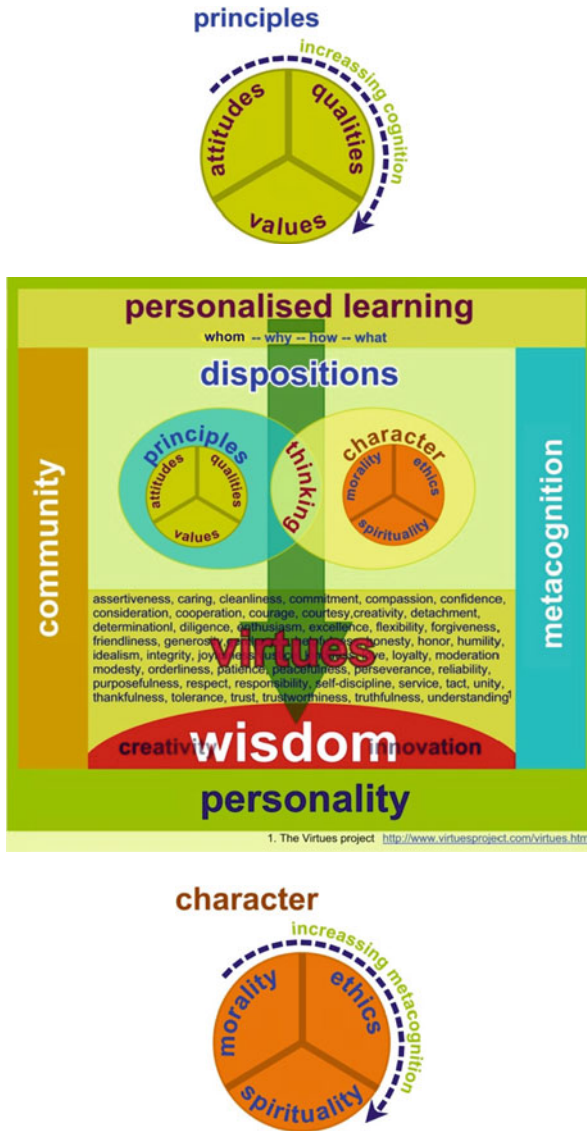 principles
increassing cognition
attitudes
qualities
values
personalised learning
whom -- why -- how -- what
dispositions
community
metacognition
principles
attitudes
qualities
values
thinking
character
morality
ethics
spirituality
assertiveness, caring, cleanliness, commitment, compassion, confidence,
consideration, cooperation, courage, courtesy,creativity, detachment,
determinationl, diligence, enthusiasm, excellence, flexibility, forgiveness,
friendliness, honesty, honor, humility,
idealism, integrity, loyalty, moderation
modesty, orderliness, patience, peacefulness, perseverance, reliability,
purposefulness, respect, responsibility, self-discipline, service, tact, unity,
thankfulness, tolerance, trust, trustworthiness, truthfulness, understanding1
virtues
creativity
wisdom
innovation
personality
1. The Virtues project http://www.virtuesproject.com/virtues.htm
character
increassing metacognition
morality
ethics
spirituality